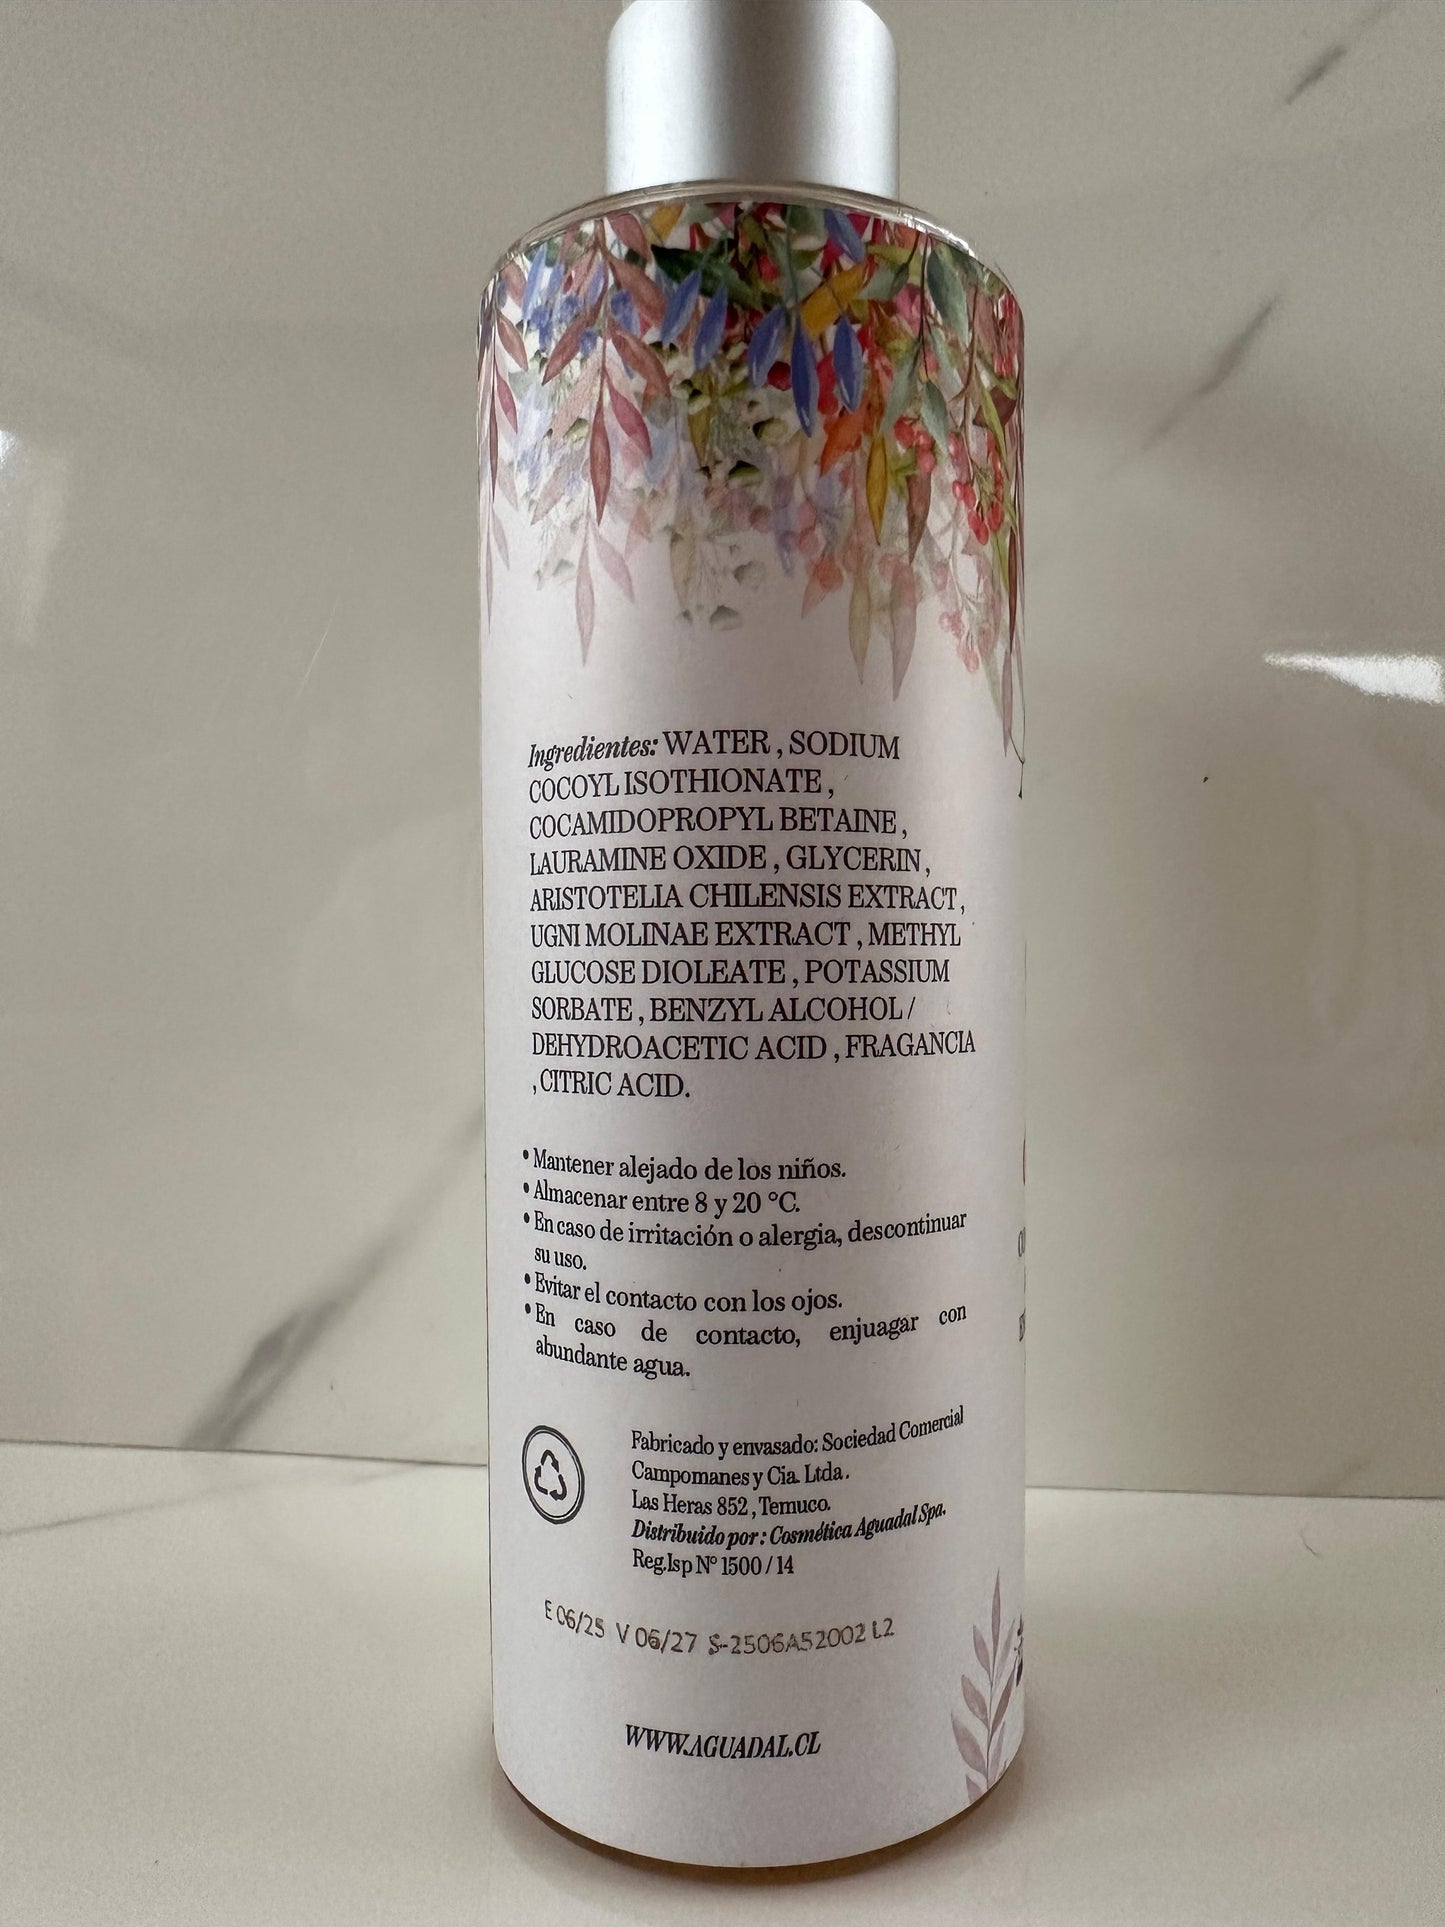 Ingredientes: WATER , SODIUM
COCOYL ISOTHIONATE ,
COCAMIDOPROPYL BETAINE ,
LAURAMINE OXIDE , GLYCERIN ,
ARISTOTELIA CHILENSIS EXTRACT ,
UGNI MOLINAE EXTRACT , METHYL
GLUCOSE DIOLEATE , POTASSIUM
SORBATE , BENZYL ALCOHOL /
DEHYDROACETIC ACID , FRAGANCIA
, CITRIC ACID.
• Mantener alejado de los niños.
• Almacenar entre 8 y 20 °C.
• En caso de irritación o alergia, descontinuar
su uso.
• Evitar el contacto con los ojos.
• En caso de contacto, enjuagar con
abundante agua.
Fabricado y envasado: Sociedad Comercial
Campomanes y Cia. Ltda.
Las Heras 852 , Temuco.
Distribuido por : Cosmética Aguadal Spa.
Reg.Isp N° 1500 / 14
E 06/25 V 06/27 S-2506A52002 L2
WWW.AGUADAL.CL